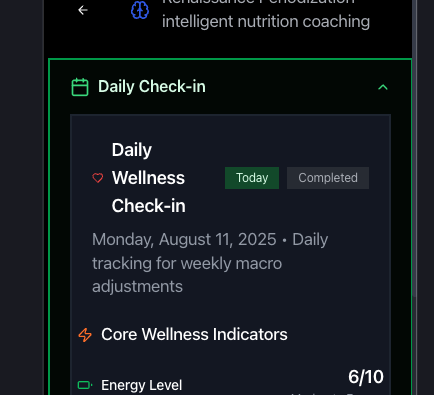 Renaissance Periodization
intelligent nutrition coaching
Daily Check-in
Daily
Wellness
Check-in
Today
Completed
Monday, August 11, 2025 • Daily
tracking for weekly macro
adjustments
Core Wellness Indicators
Energy Level
6/10